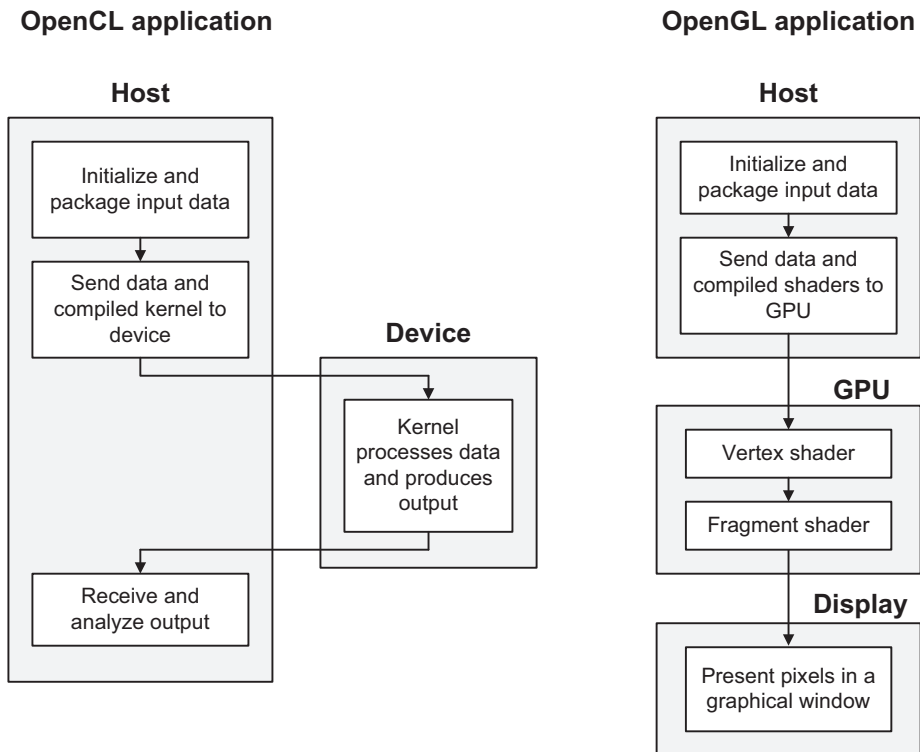 OpenCL application
Host
Initialize and
package input data
Send data and
compiled kernel to
device
Device
Kernel
processes data
and produces
output
Receive and
analyze output
OpenGL application
Host
Initialize and
package input data
Send data and
compiled shaders to
GPU
GPU
Vertex shader
Fragment shader
Display
Present pixels in a
graphical window